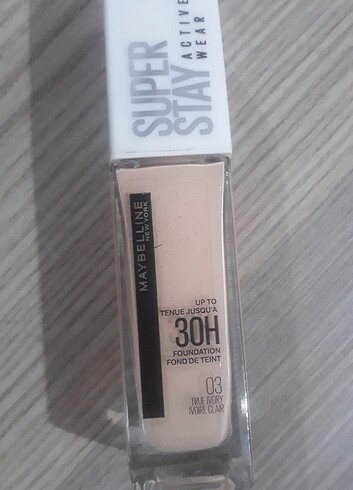 SUPER
STAY
ACTIVE
WEAR
MAYBELLINE
NEW YORK
UP TO
TENUE JUSQU'A
30H
FOUNDATION
FOND DE TEINT
03
TRUE IVORY
IVOIRE CLAIR